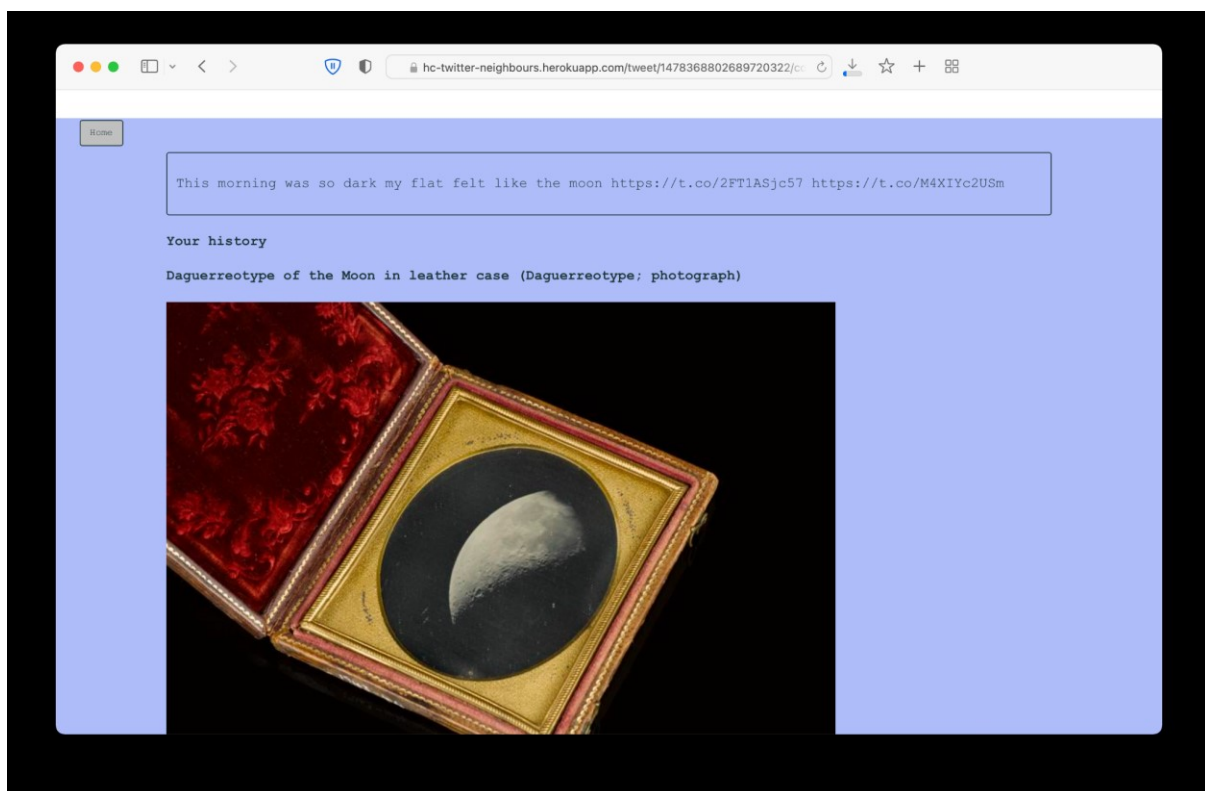 hc-twitter-neighbours.herokuapp.com/tweet/1478368802689720322/c
Home
This morning was so dark my flat felt like the moon https://t.co/2FT1ASjc57 https://t.co/M4XIYc2USm
Your history
Daguerreotype of the Moon in leather case (Daguerreotype; photograph)